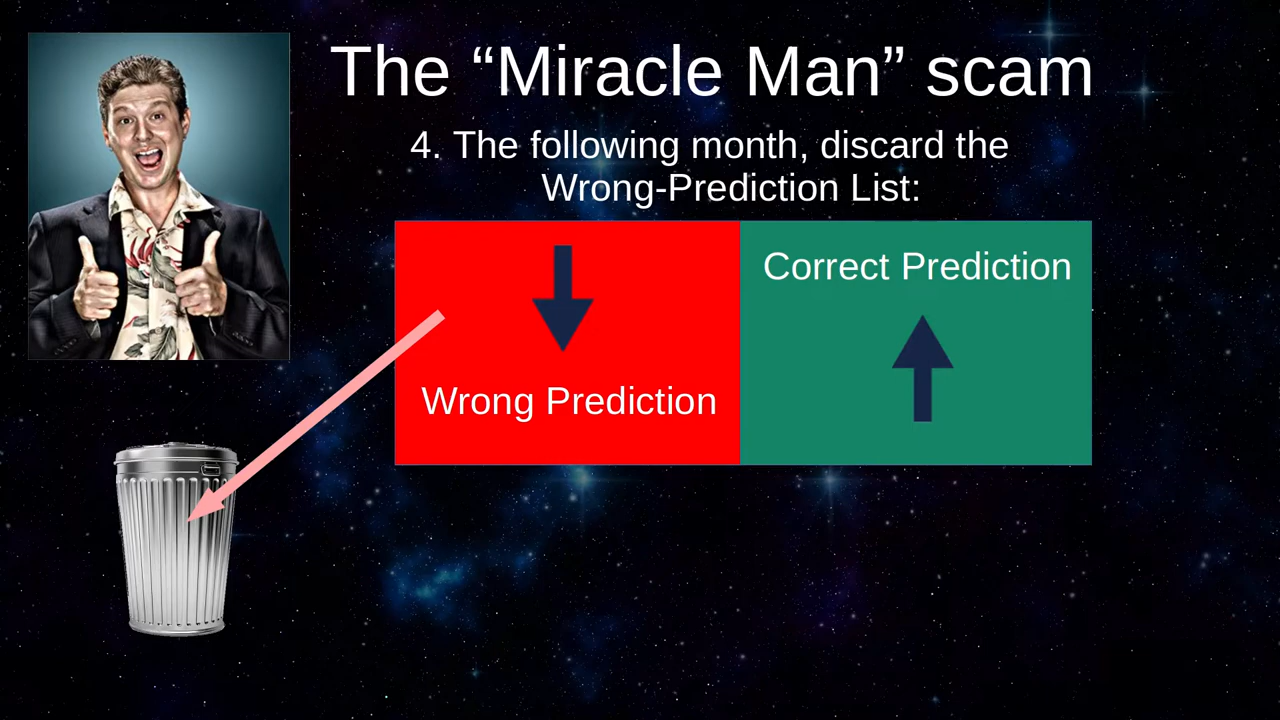 The “Miracle Man” scam
4. The following month, discard the
Wrong-Prediction List:
Correct Prediction
Wrong Prediction